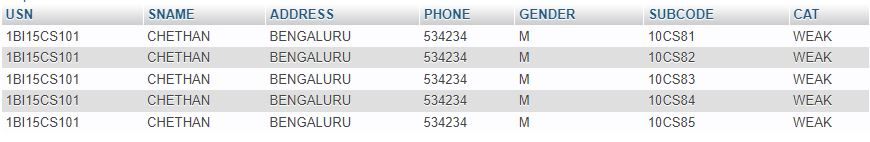 USN SNAME ADDRESS PHONE GENDER SUBCODE CAT
1BI15CS101 CHETHAN BENGALURU 534234 M 10CS81 WEAK
1BI15CS101 CHETHAN BENGALURU 534234 M 10CS82 WEAK
1BI15CS101 CHETHAN BENGALURU 534234 M 10CS83 WEAK
1BI15CS101 CHETHAN BENGALURU 534234 M 10CS84 WEAK
1BI15CS101 CHETHAN BENGALURU 534234 M 10CS85 WEAK